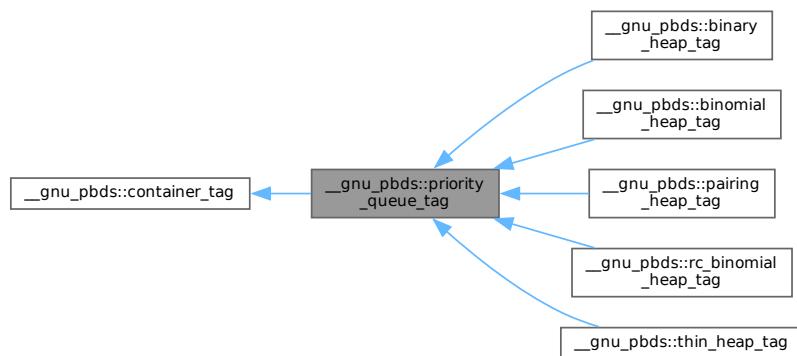 __gnu_pbds::binary
_heap_tag
__gnu_pbds::binomial
_heap_tag
__gnu_pbds::container_tag
__gnu_pbds::priority
_queue_tag
__gnu_pbds::pairing
_heap_tag
__gnu_pbds::rc_binomial
_heap_tag
__gnu_pbds::thin_heap_tag